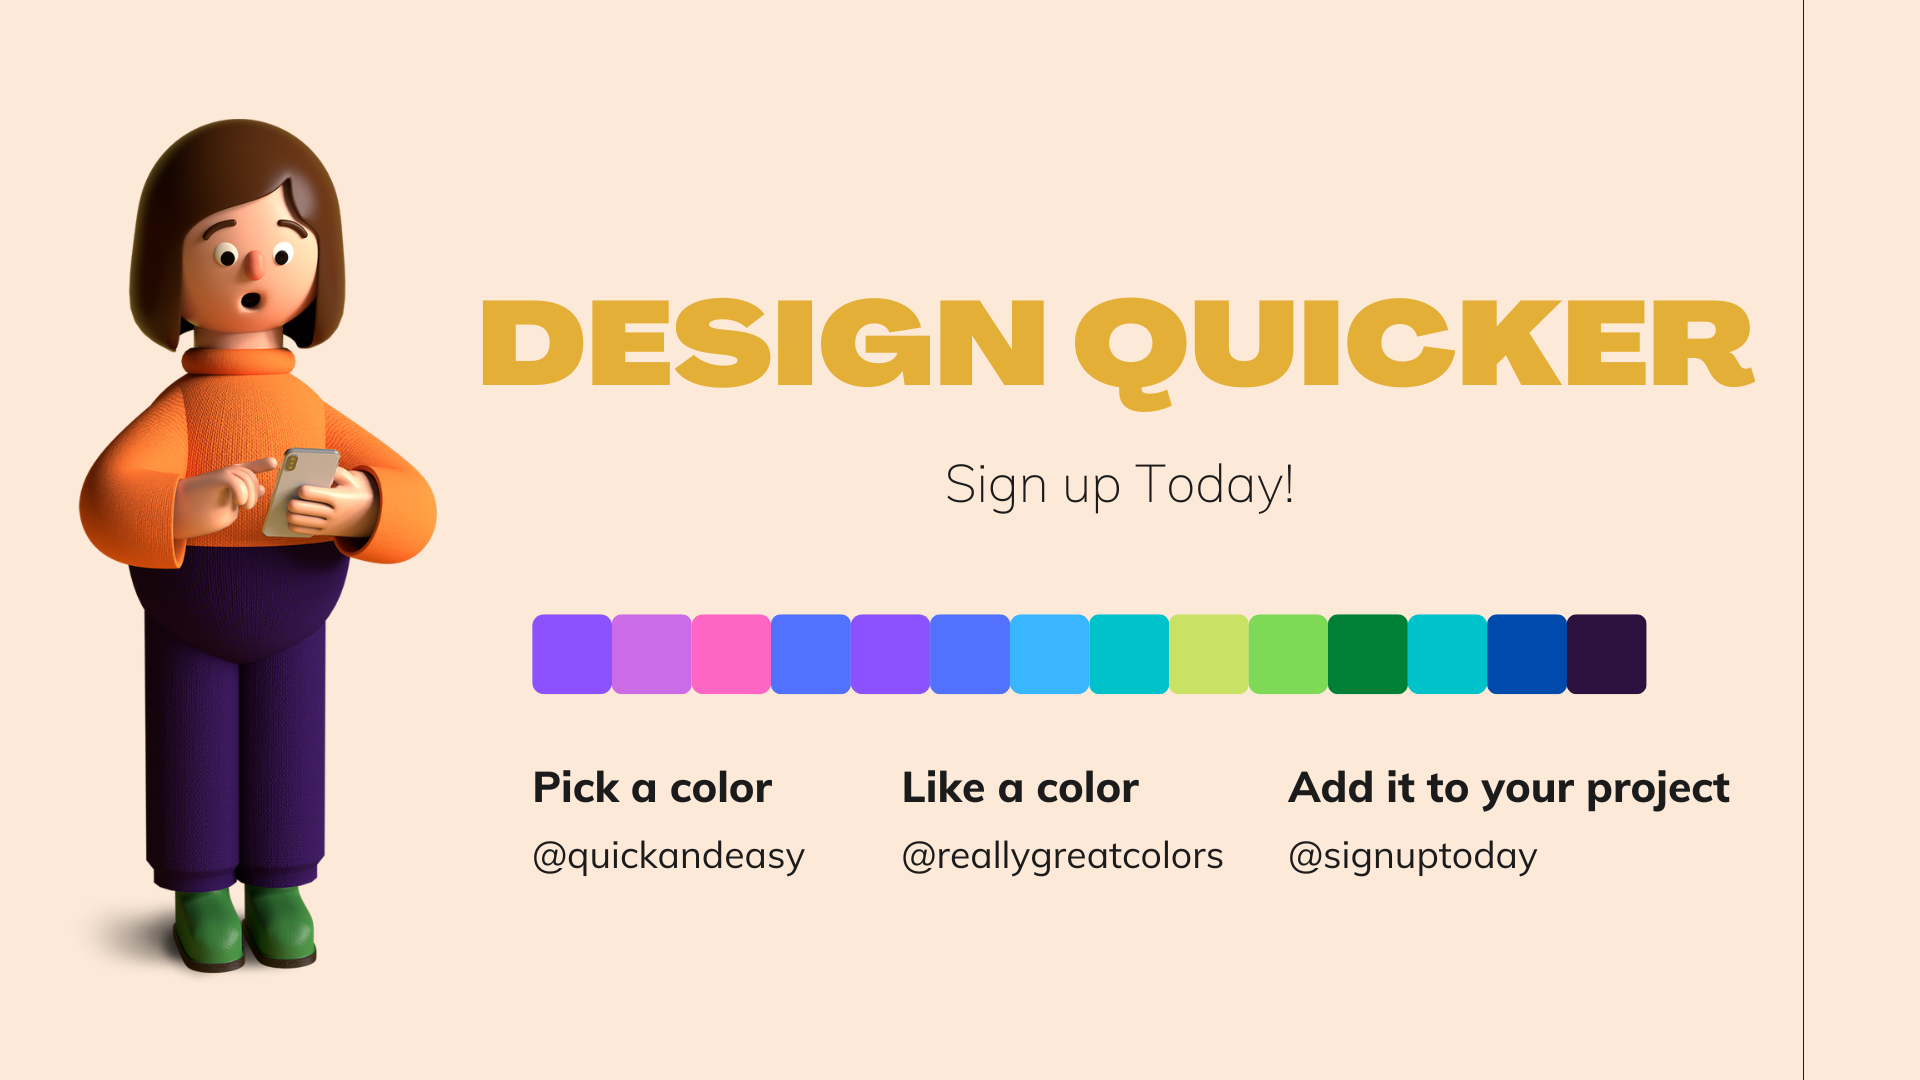 DESIGN QUICKER
Sign up Today!
Pick a color
Like a color
Add it to your project
@quickandeasy
@reallygreatcolors
@signuptoday